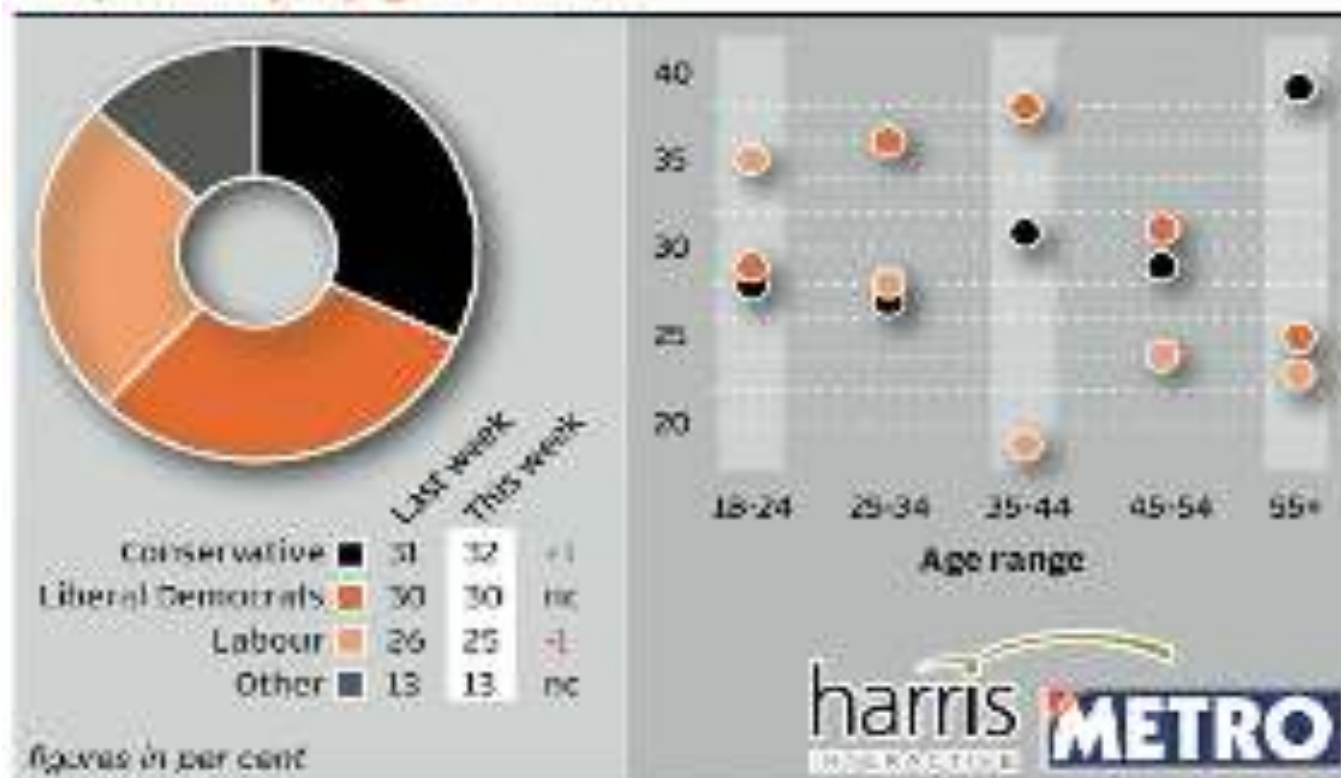 Last week This week
Conservative 31 32 +1
Liberal Democrats 30 30 nc
Labour 26 25 -1
Other 13 13 nc
figures in per cent
40
35
30
25
20
18-24 25-34 35-44 45-54 55+
Age range
harris
INTERACTIVE
METRO